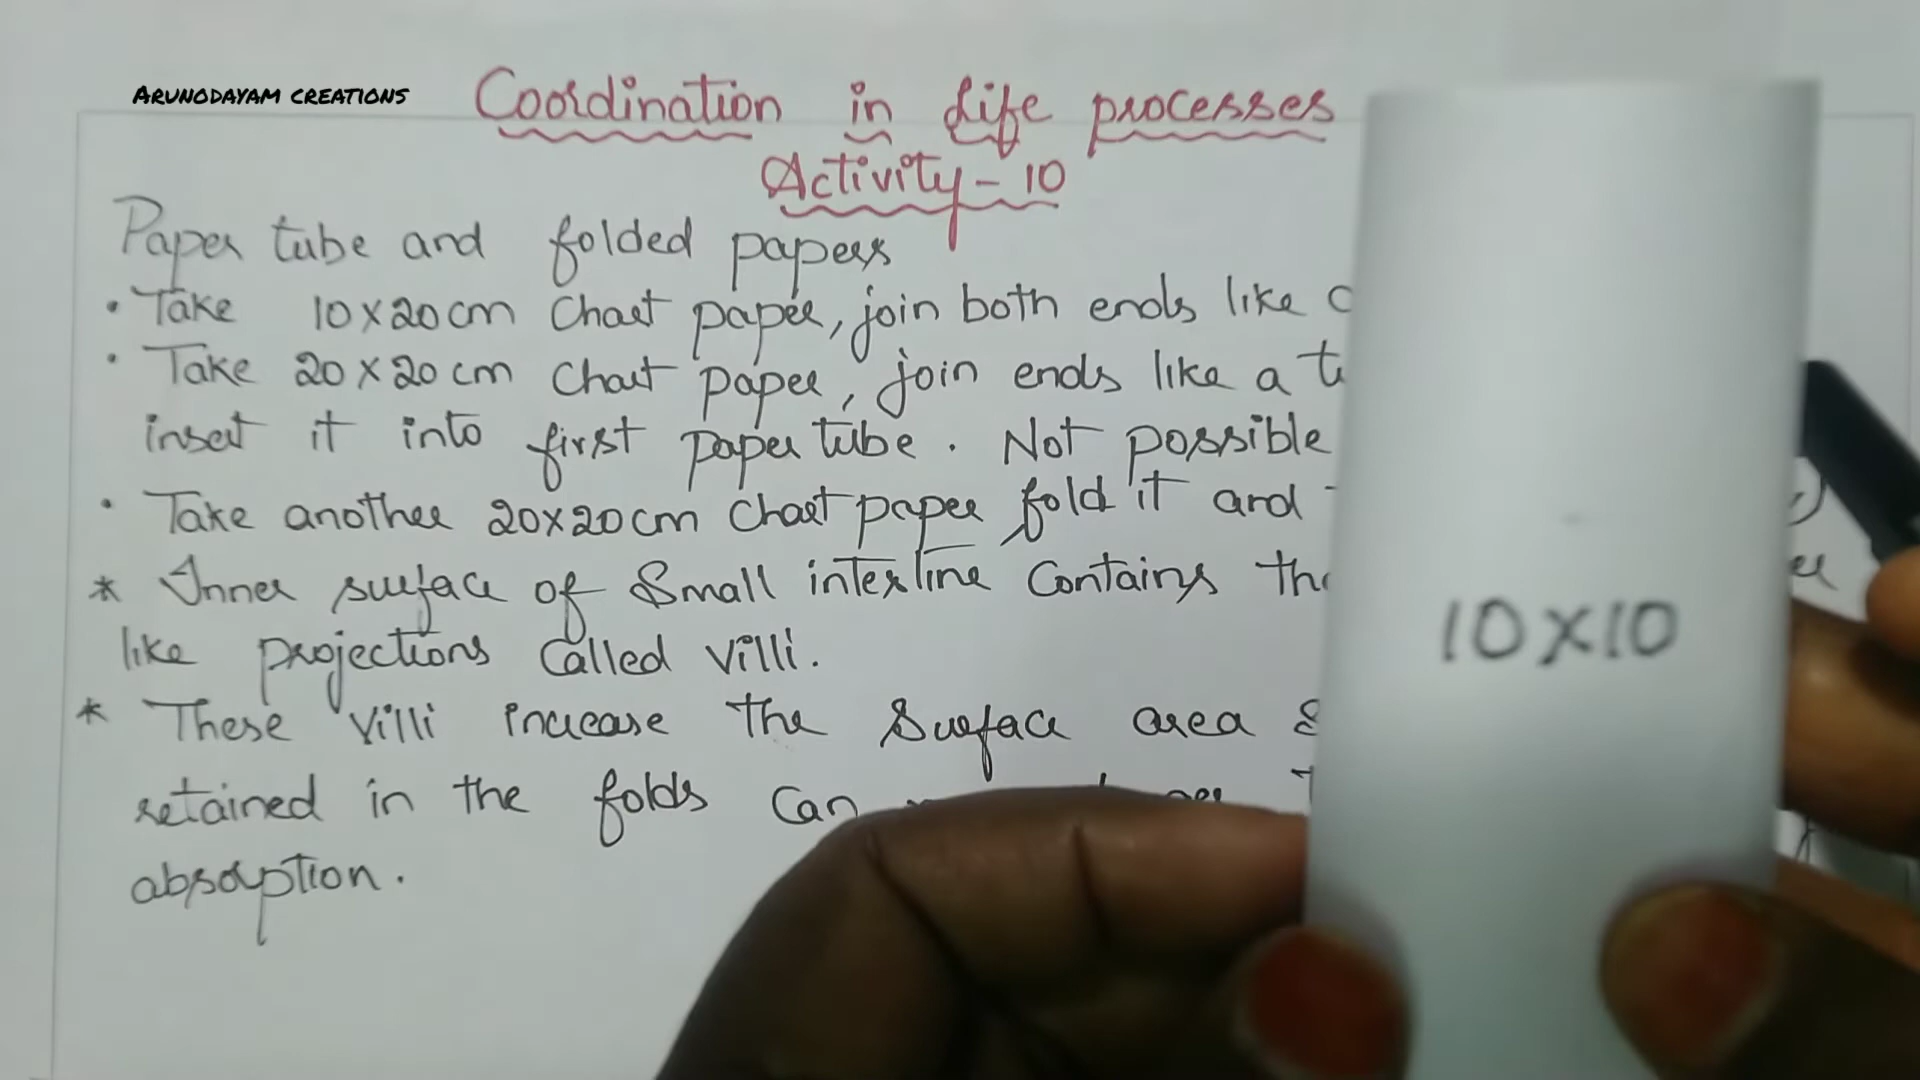 ARUNODAYAM CREATIONS
Coordination in Life processes
Activity - 10
Paper tube and folded papers
• Take 10x20cm Chart paper, join both ends like
• Take 20x20cm Chart paper, join ends like a
insert it into first paper tube. Not possible
• Take another 20x20cm Chart paper fold it and
* Inner surface of Small intestine Contains
like projections Called villi.
* These villi increase the Surface area &
retained in the folds Can
absorption.
10x10